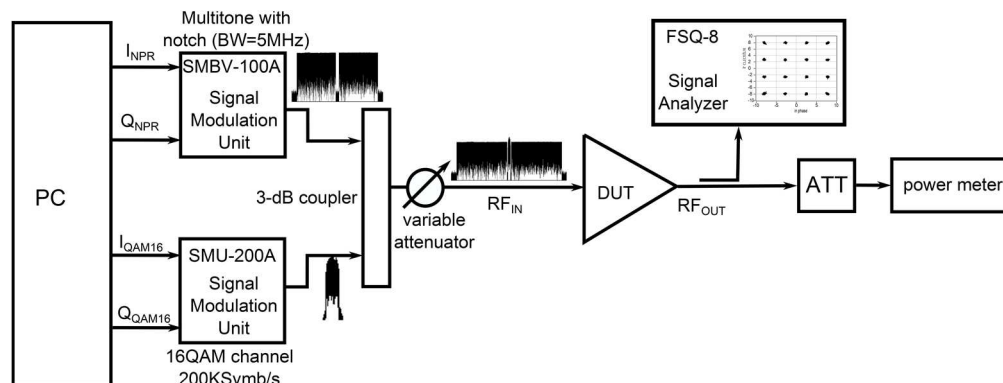 Multitone with
notch (BW=5MHz)
I_NPR
SMBV-100A
Signal
Modulation
Unit
Q_NPR
PC
3-dB coupler
variable
attenuator
RF_IN
DUT
RF_OUT
FSQ-8
Signal
Analyzer
ATT
power meter
I_QAM16
SMU-200A
Signal
Modulation
Unit
Q_QAM16
16QAM channel
200KSymb/s